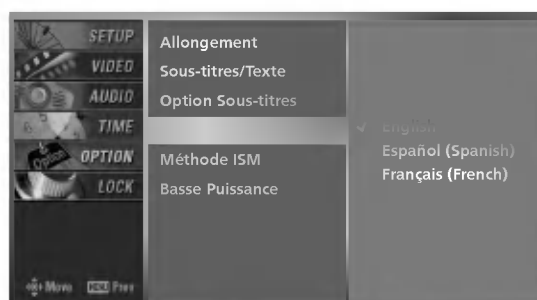 SETUP
VIDEO
AUDIO
TIME
OPTION
LOCK
Move
MENU Prev
Allongement
Sous-titres/Texte
Option Sous-titres
Méthode ISM
Basse Puissance
✓ English
Español (Spanish)
Français (French)